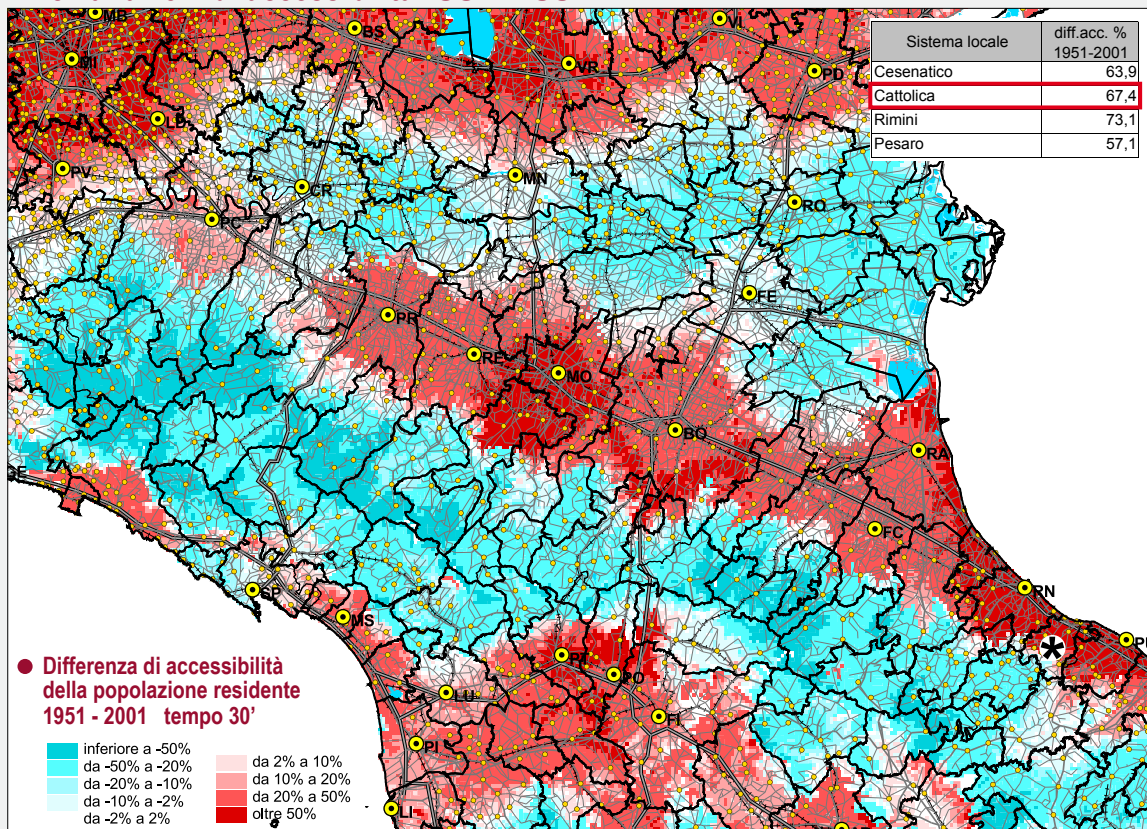 Sistema locale
diff.acc. %
1951-2001
Cesenatico 63,9
Cattolica 67,4
Rimini 73,1
Pesaro 57,1
MB
BS
VI
MI
VR
PD
LD
PV
CR
MN
RO
PC
FE
PR
RE
MO
BO
RA
FC
RN
SP
MS
*
PT
PO
LU
FI
PI
LI
Differenza di accessibilità
della popolazione residente
1951 - 2001 tempo 30’
inferiore a -50%
da -50% a -20%
da -20% a -10%
da -10% a -2%
da -2% a 2%
da 2% a 10%
da 10% a 20%
da 20% a 50%
oltre 50%